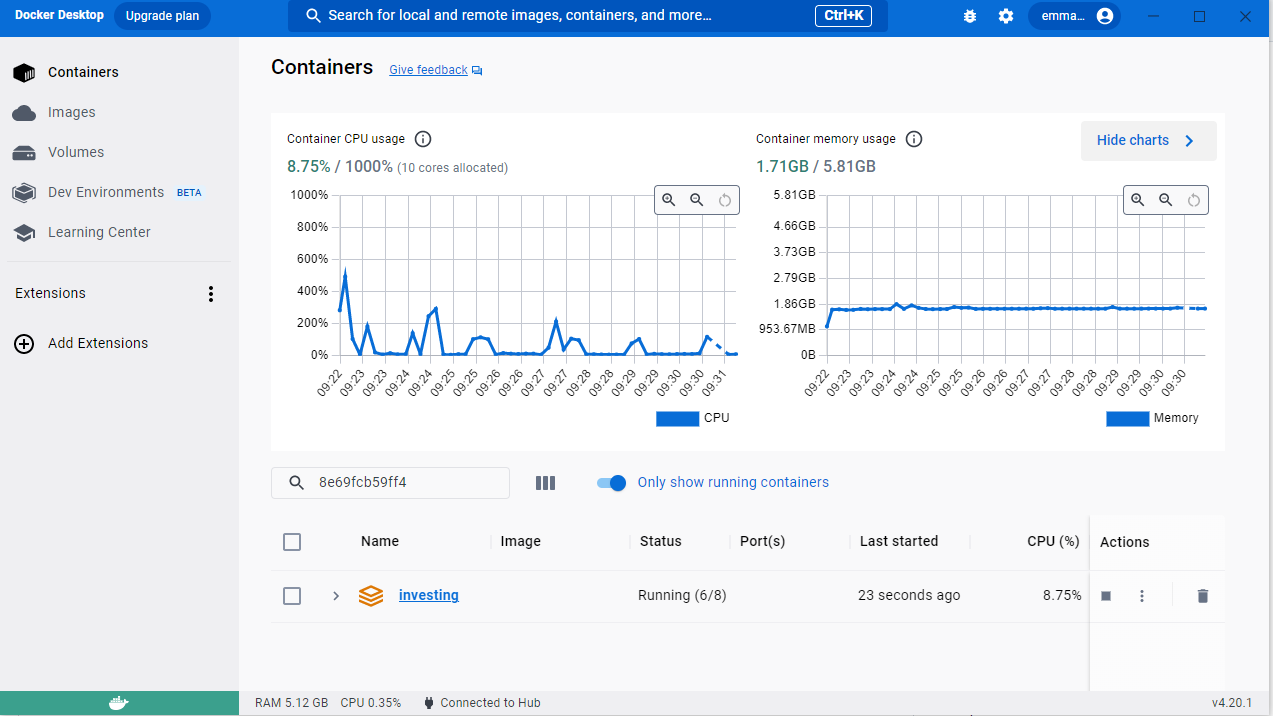 Docker Desktop
Upgrade plan
Search for local and remote images, containers, and more...
Ctrl+K
emma...
Containers
Images
Volumes
Dev Environments BETA
Learning Center
Extensions
Add Extensions
Containers
Give feedback
Container CPU usage
8.75% / 1000% (10 cores allocated)
1000%
800%
600%
400%
200%
0%
09:22 09:23 09:23 09:24 09:24 09:25 09:25 09:26 09:26 09:27 09:27 09:28 09:28 09:29 09:29 09:30 09:30 09:31
CPU
Container memory usage
1.71GB / 5.81GB
Hide charts
5.81GB
4.66GB
3.73GB
2.79GB
1.86GB
953.67MB
0B
09:22 09:23 09:23 09:24 09:24 09:25 09:25 09:26 09:26 09:27 09:27 09:28 09:28 09:29 09:29 09:30 09:30
Memory
8e69fcb59ff4
Only show running containers
Name Image Status Port(s) Last started CPU (%) Actions
investing Running (6/8) 23 seconds ago 8.75%
RAM 5.12 GB CPU 0.35% Connected to Hub v4.20.1